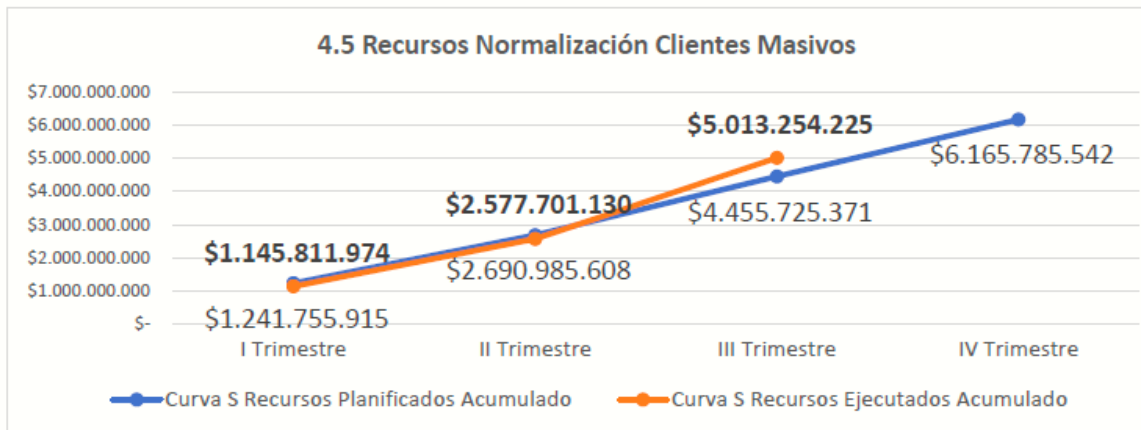 4.5 Recursos Normalización Clientes Masivos
$7.000.000.000
$6.000.000.000
$5.000.000.000
$4.000.000.000
$3.000.000.000
$2.000.000.000
$1.000.000.000
$-
$1.145.811.974
$2.577.701.130
$5.013.254.225
$1.241.755.915
$2.690.985.608
$4.455.725.371
$6.165.785.542
I Trimestre
II Trimestre
III Trimestre
IV Trimestre
Curva S Recursos Planificados Acumulado
Curva S Recursos Ejecutados Acumulado